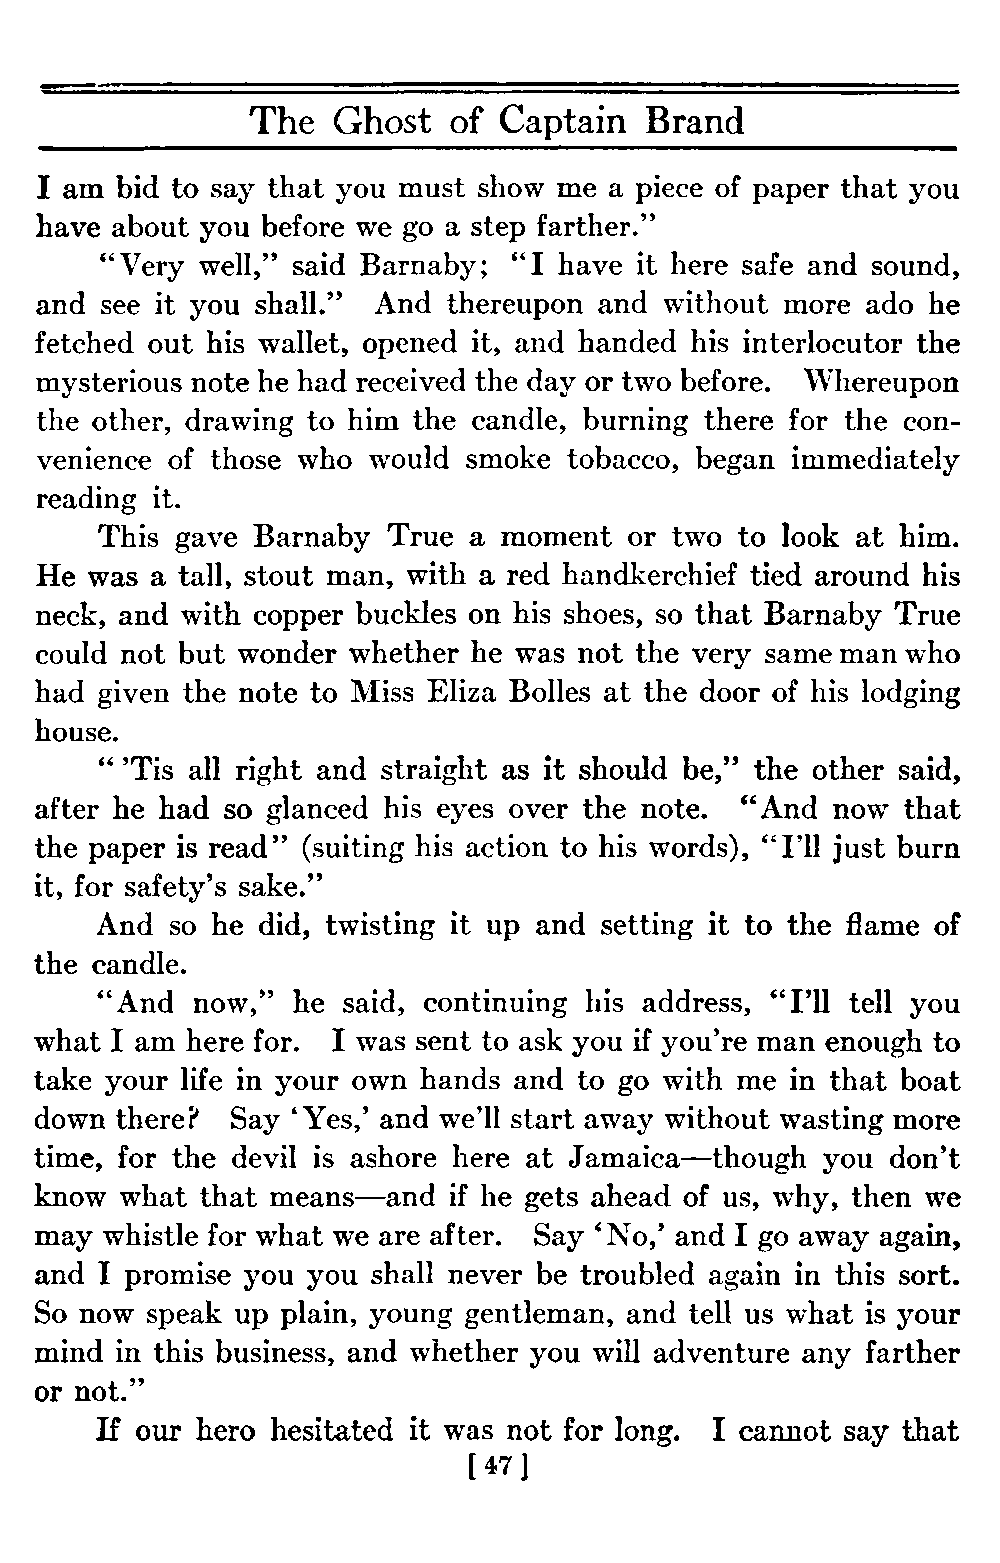 The Ghost of Captain Brand
I am bid to say that you must show me a piece of paper that you
have about you before we go a step farther.”
“Very well,” said Barnaby; “I have it here safe and sound,
and see it you shall.” And thereupon and without more ado he
fetched out his wallet, opened it, and handed his interlocutor the
mysterious note he had received the day or two before. Whereupon
the other, drawing to him the candle, burning there for the con-
venience of those who would smoke tobacco, began immediately
reading it.
This gave Barnaby True a moment or two to look at him.
He was a tall, stout man, with a red handkerchief tied around his
neck, and with copper buckles on his shoes, so that Barnaby True
could not but wonder whether he was not the very same man who
had given the note to Miss Eliza Bolles at the door of his lodging
house.
“ ’Tis all right and straight as it should be,” the other said,
after he had so glanced his eyes over the note. “And now that
the paper is read” (suiting his action to his words), “I’ll just burn
it, for safety’s sake.”
And so he did, twisting it up and setting it to the flame of
the candle.
“And now,” he said, continuing his address, “I’ll tell you
what I am here for. I was sent to ask you if you’re man enough to
take your life in your own hands and to go with me in that boat
down there? Say ‘Yes,’ and we’ll start away without wasting more
time, for the devil is ashore here at Jamaica—though you don’t
know what that means—and if he gets ahead of us, why, then we
may whistle for what we are after. Say ‘No,’ and I go away again,
and I promise you you shall never be troubled again in this sort.
So now speak up plain, young gentleman, and tell us what is your
mind in this business, and whether you will adventure any farther
or not.”
If our hero hesitated it was not for long. I cannot say that
[ 47 ]